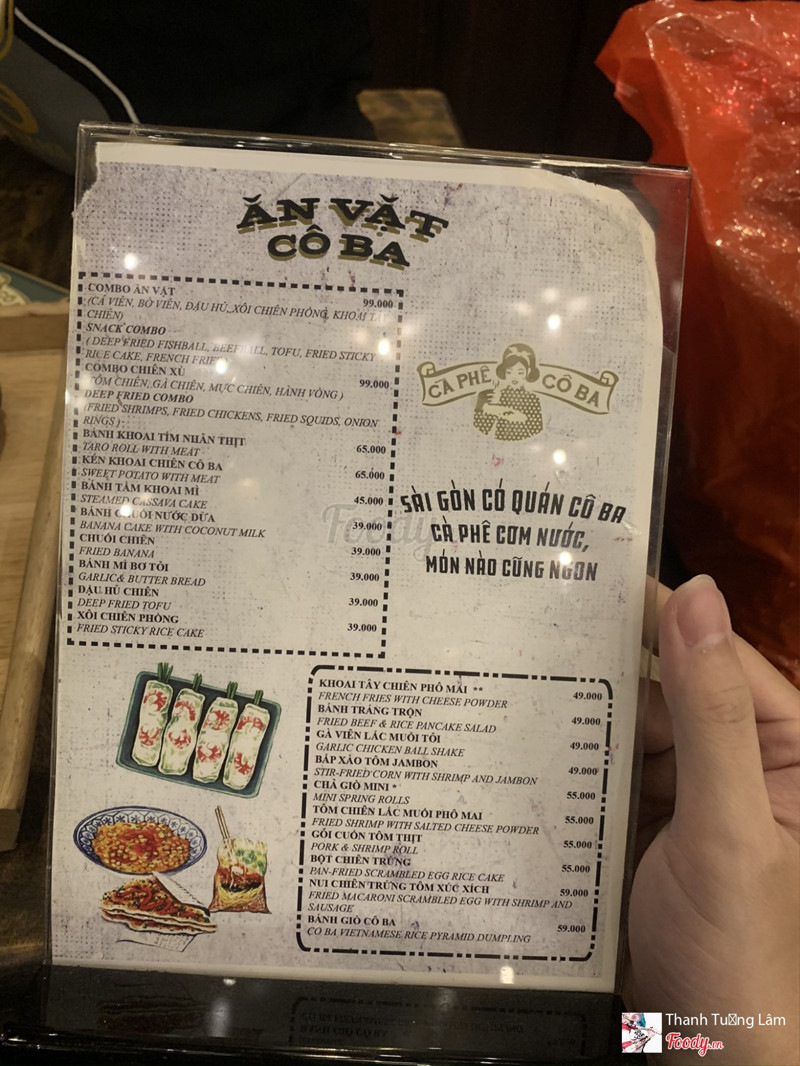 ĂN VẶT
CÔ BA
COMBO ĂN VẶT 99.000
(CÁ VIÊN, BÒ VIÊN, ĐẬU HỦ, XÔI CHIÊN PHỒNG, KHOAI TÂY
CHIÊN)
SNACK COMBO
( DEEP FRIED FISHBALL, BEEFBALL, TOFU, FRIED STICKY
RICE CAKE, FRENCH FRIES
COMBO CHIÊN XÙ 99.000
(TÔM CHIÊN, GÀ CHIÊN, MỰC CHIÊN, HÀNH VÒNG )
DEEP FRIED COMBO
(FRIED SHRIMPS, FRIED CHICKENS, FRIED SQUIDS, ONION
RINGS )
BÁNH KHOAI TÍM NHÂN THỊT 65.000
TARO ROLL WITH MEAT
KÉN KHOAI CHIÊN CÔ BA 65.000
SWEET POTATO WITH MEAT
BÁNH TẰM KHOAI MÌ 45.000
STEAMED CASSAVA CAKE
BÁNH CHUỐI NƯỚC DỪA 39.000
BANANA CAKE WITH COCONUT MILK
CHUỐI CHIÊN 39.000
FRIED BANANA
BÁNH MÌ BƠ TỎI 39.000
GARLIC& BUTTER BREAD
ĐẬU HỦ CHIÊN 39.000
DEEP FRIED TOFU
XÔI CHIÊN PHỒNG 39.000
FRIED STICKY RICE CAKE
CÀ PHÊ CÔ BA
SÀI GÒN CÓ QUÁN CÔ BA
CÀ PHÊ CƠM NƯỚC,
MÓN NÀO CŨNG NGON
Foody
KHOAI TÂY CHIÊN PHÔ MAI ** 49.000
FRENCH FRIES WITH CHEESE POWDER
BÁNH TRÁNG TRỘN 49.000
FRIED BEEF & RICE PANCAKE SALAD
GÀ VIÊN LẮC MUỐI TỎI 49.000
GARLIC CHICKEN BALL SHAKE
BẮP XÀO TÔM JAMBON 49.000
STIR-FRIED CORN WITH SHRIMP AND JAMBON
CHẢ GIÒ MINI * 55.000
MINI SPRING ROLLS
TÔM CHIÊN LẮC MUỐI PHÔ MAI 55.000
FRIED SHRIMP WITH SALTED CHEESE POWDER
GỎI CUỐN TÔM THỊT 55.000
PORK & SHRIMP ROLL
BỘT CHIÊN TRỨNG 55.000
PAN-FRIED SCRAMBLED EGG RICE CAKE
NUI CHIÊN TRỨNG TÔM XÚC XÍCH 59.000
FRIED MACARONI SCRAMBLED EGG WITH SHRIMP AND
SAUSAGE
BÁNH GIÒ CÔ BA 59.000
CO BA VIETNAMESE RICE PYRAMID DUMPLING
Thanh Tường Lâm
Foody.vn